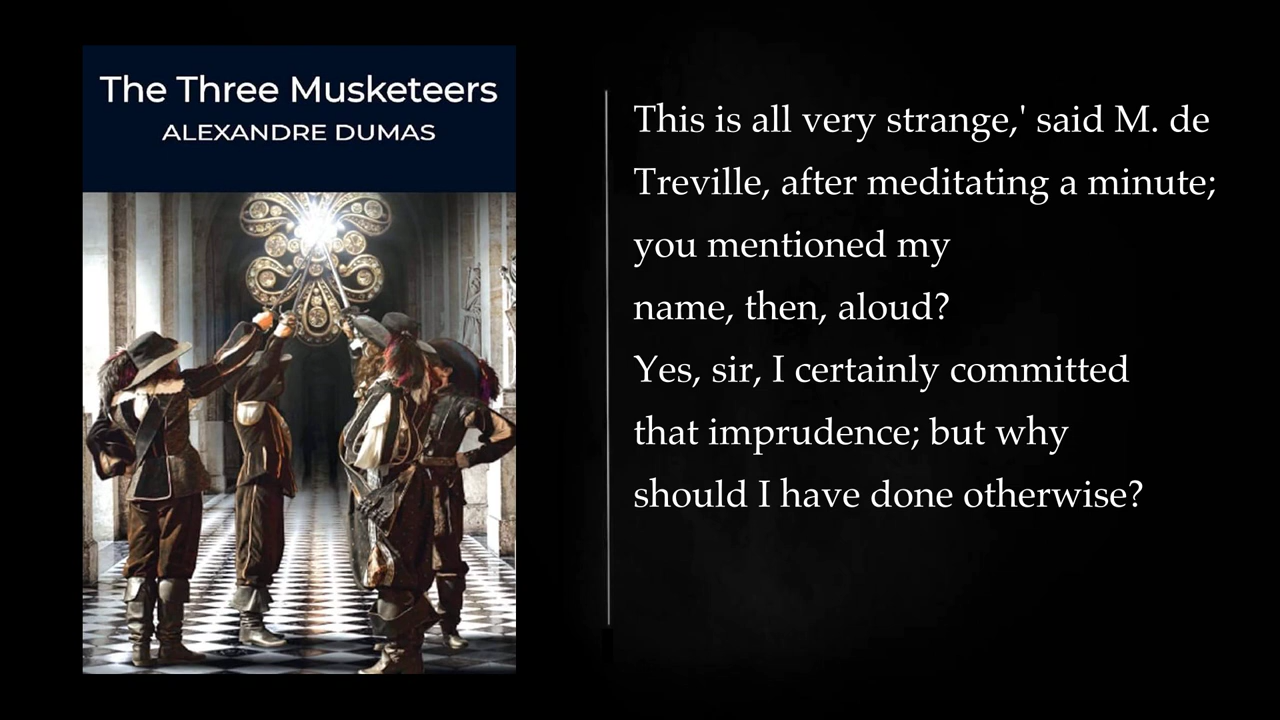 The Three Musketeers
ALEXANDRE DUMAS
This is all very strange,' said M. de
Treville, after meditating a minute;
you mentioned my
name, then, aloud?
Yes, sir, I certainly committed
that imprudence; but why
should I have done otherwise?